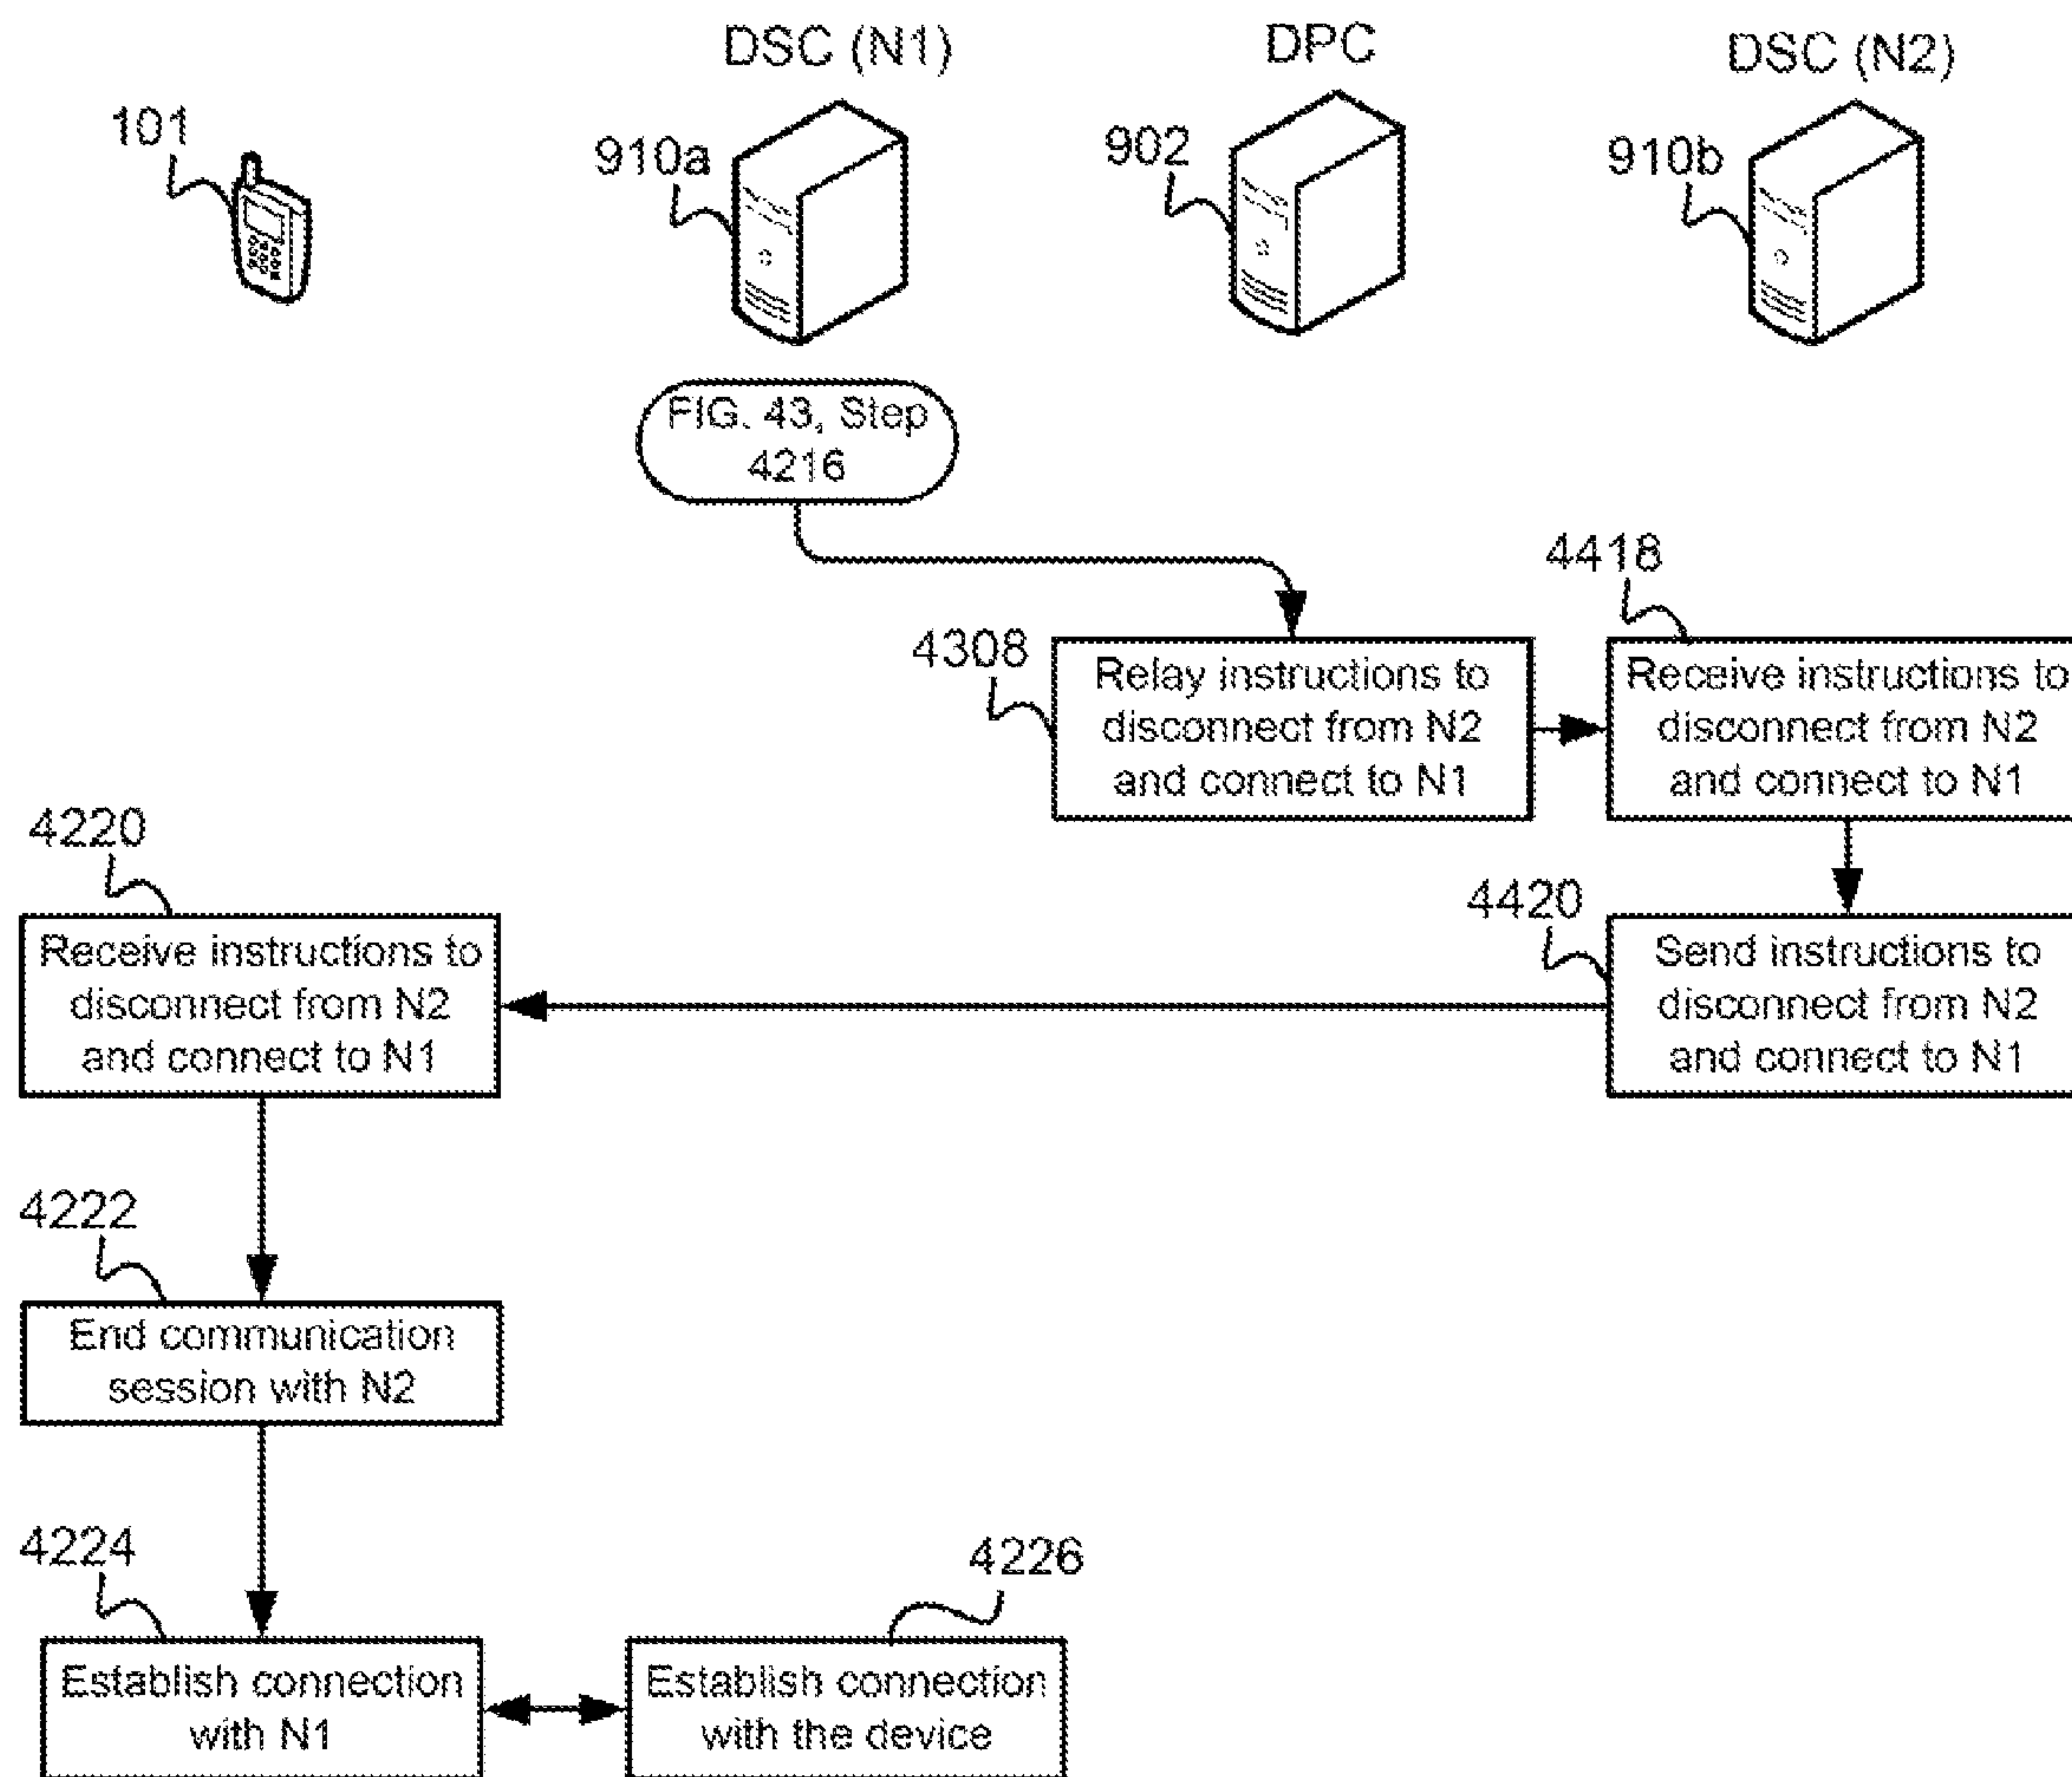 DSC (N1)
DPC
DSC (N2)
101
910a
902
910b
FIG. 43, Step
4216
4418
4308
Relay instructions to
disconnect from N2
and connect to N1
Receive instructions to
disconnect from N2
and connect to N1
4220
4420
Receive instructions to
disconnect from N2
and connect to N1
Send instructions to
disconnect from N2
and connect to N1
4222
End communication
session with N2
4224
4226
Establish connection
with N1
Establish connection
with the device